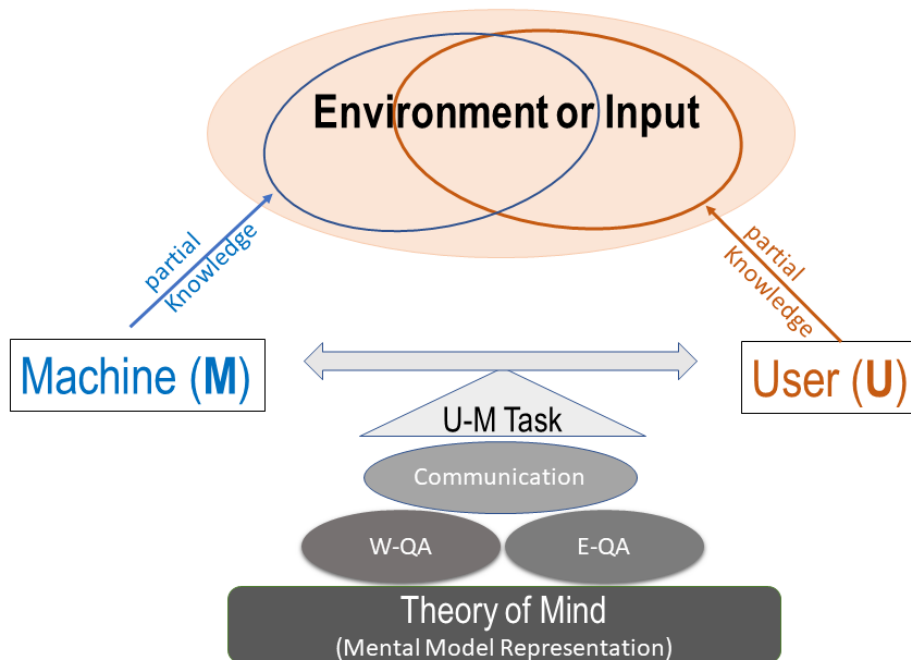 Environment or Input
partial
Knowledge
partial
Knowledge
Machine (M)
User (U)
U-M Task
Communication
W-QA
E-QA
Theory of Mind
(Mental Model Representation)